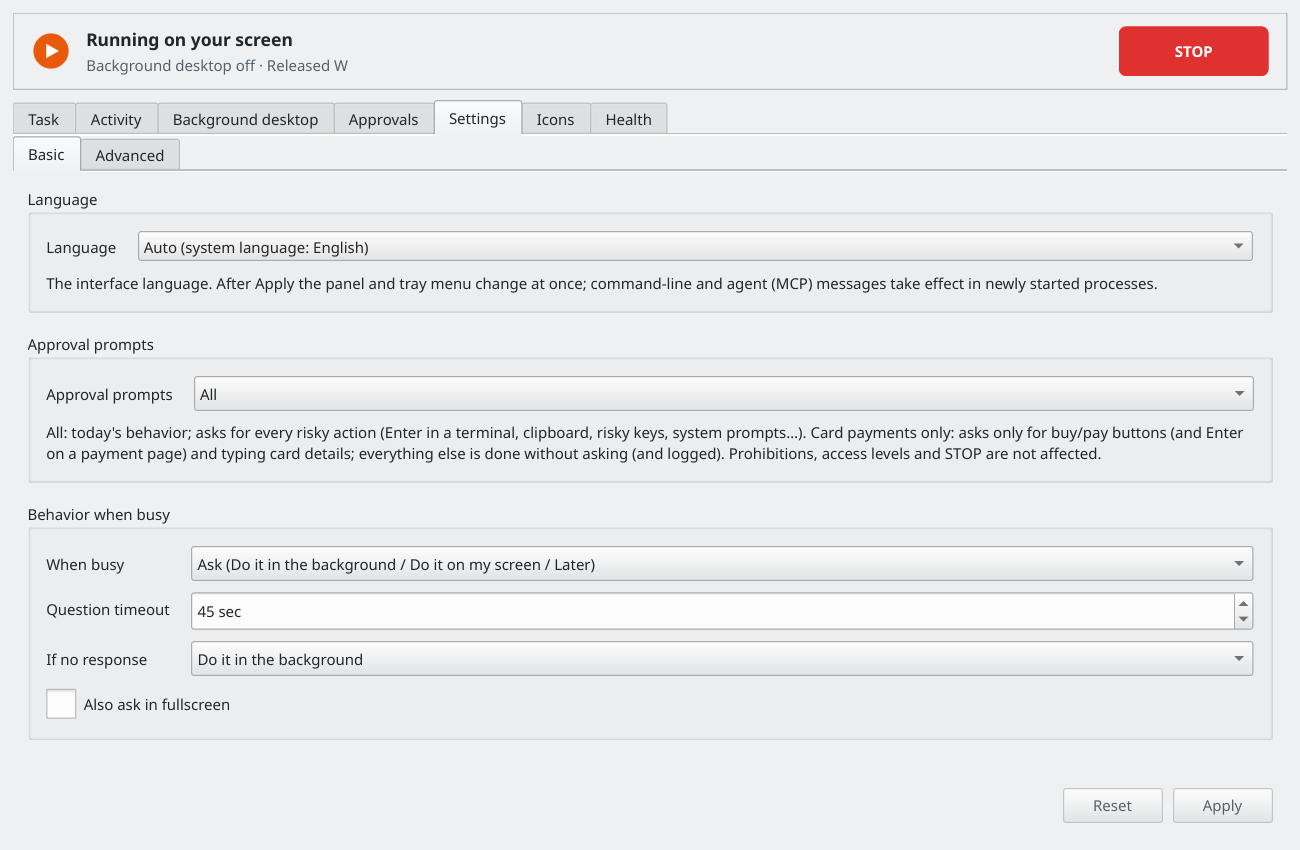 Running on your screen
Background desktop off · Released W
STOP
Task Activity Background desktop Approvals Settings Icons Health
Basic Advanced
Language
Language Auto (system language: English)
The interface language. After Apply the panel and tray menu change at once; command-line and agent (MCP) messages take effect in newly started processes.
Approval prompts
Approval prompts All
All: today's behavior; asks for every risky action (Enter in a terminal, clipboard, risky keys, system prompts...). Card payments only: asks only for buy/pay buttons (and Enter
on a payment page) and typing card details; everything else is done without asking (and logged). Prohibitions, access levels and STOP are not affected.
Behavior when busy
When busy Ask (Do it in the background / Do it on my screen / Later)
Question timeout 45 sec
If no response Do it in the background
Also ask in fullscreen
Reset Apply